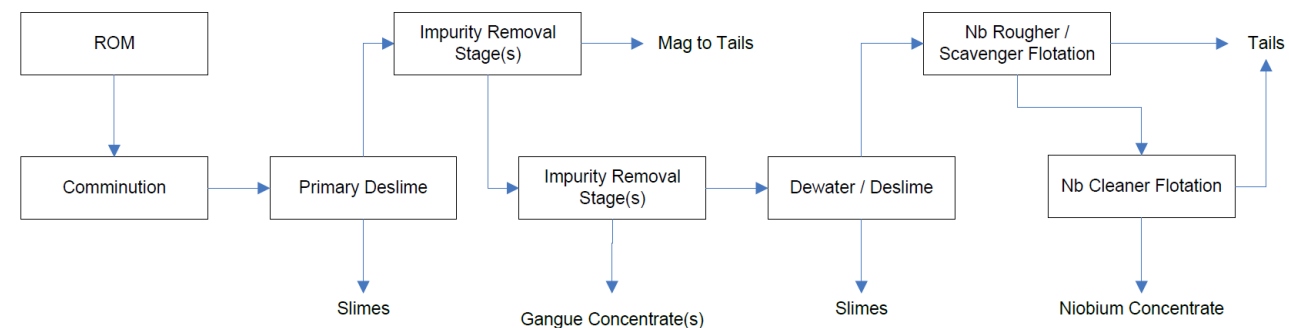 ROM
Impurity Removal
Stage(s)
Mag to Tails
Nb Rougher /
Scavenger Flotation
Tails
Comminution
Primary Deslime
Impurity Removal
Stage(s)
Dewater / Deslime
Nb Cleaner Flotation
Slimes
Gangue Concentrate(s)
Slimes
Niobium Concentrate